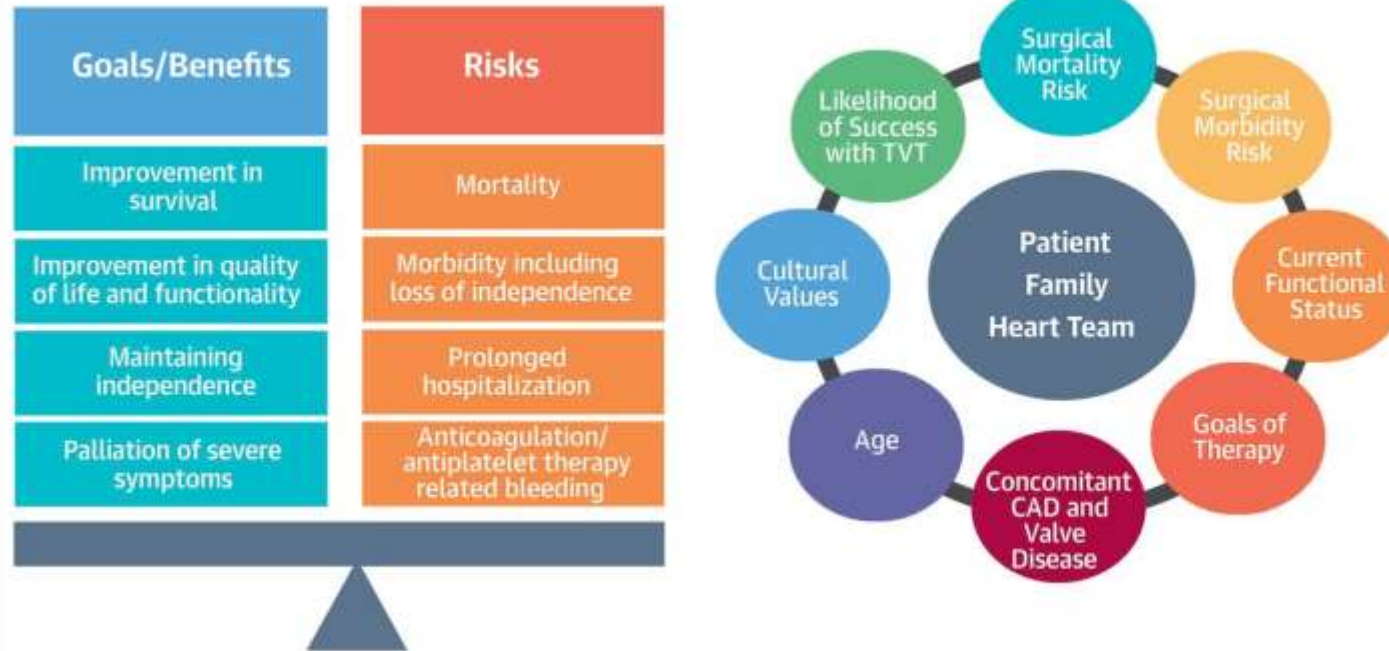 Goals/Benefits
Improvement in
survival
Improvement in quality
of life and functionality
Maintaining
independence
Palliation of severe
symptoms
Risks
Mortality
Morbidity including
loss of independence
Prolonged
hospitalization
Anticoagulation/
antiplatelet therapy
related bleeding
Surgical
Mortality
Risk
Surgical
Morbidity
Risk
Current
Functional
Status
Goals of
Therapy
Concomitant
CAD and
Valve
Disease
Age
Cultural
Values
Likelihood
of Success
with TVT
Patient
Family
Heart Team